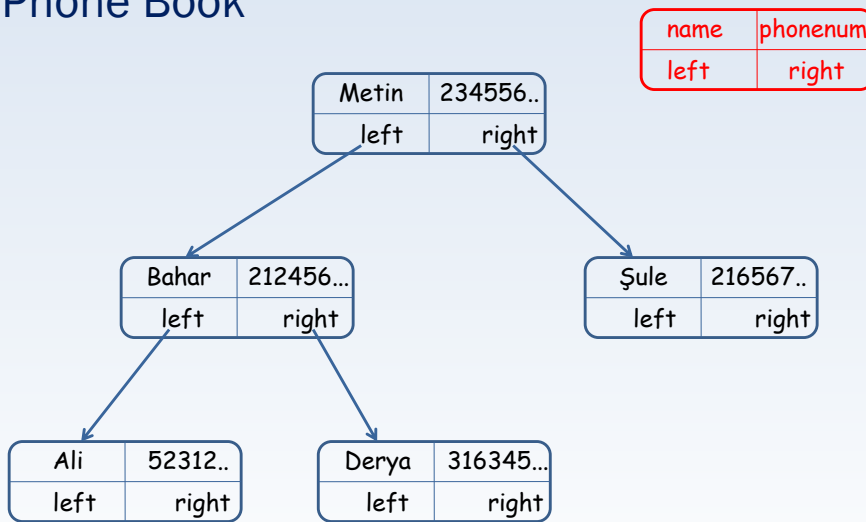 Phone Book
name phonenum
left right
Metin 234556..
left right
Bahar 212456...
left right
Şule 216567..
left right
Ali 52312..
left right
Derya 316345...
left right